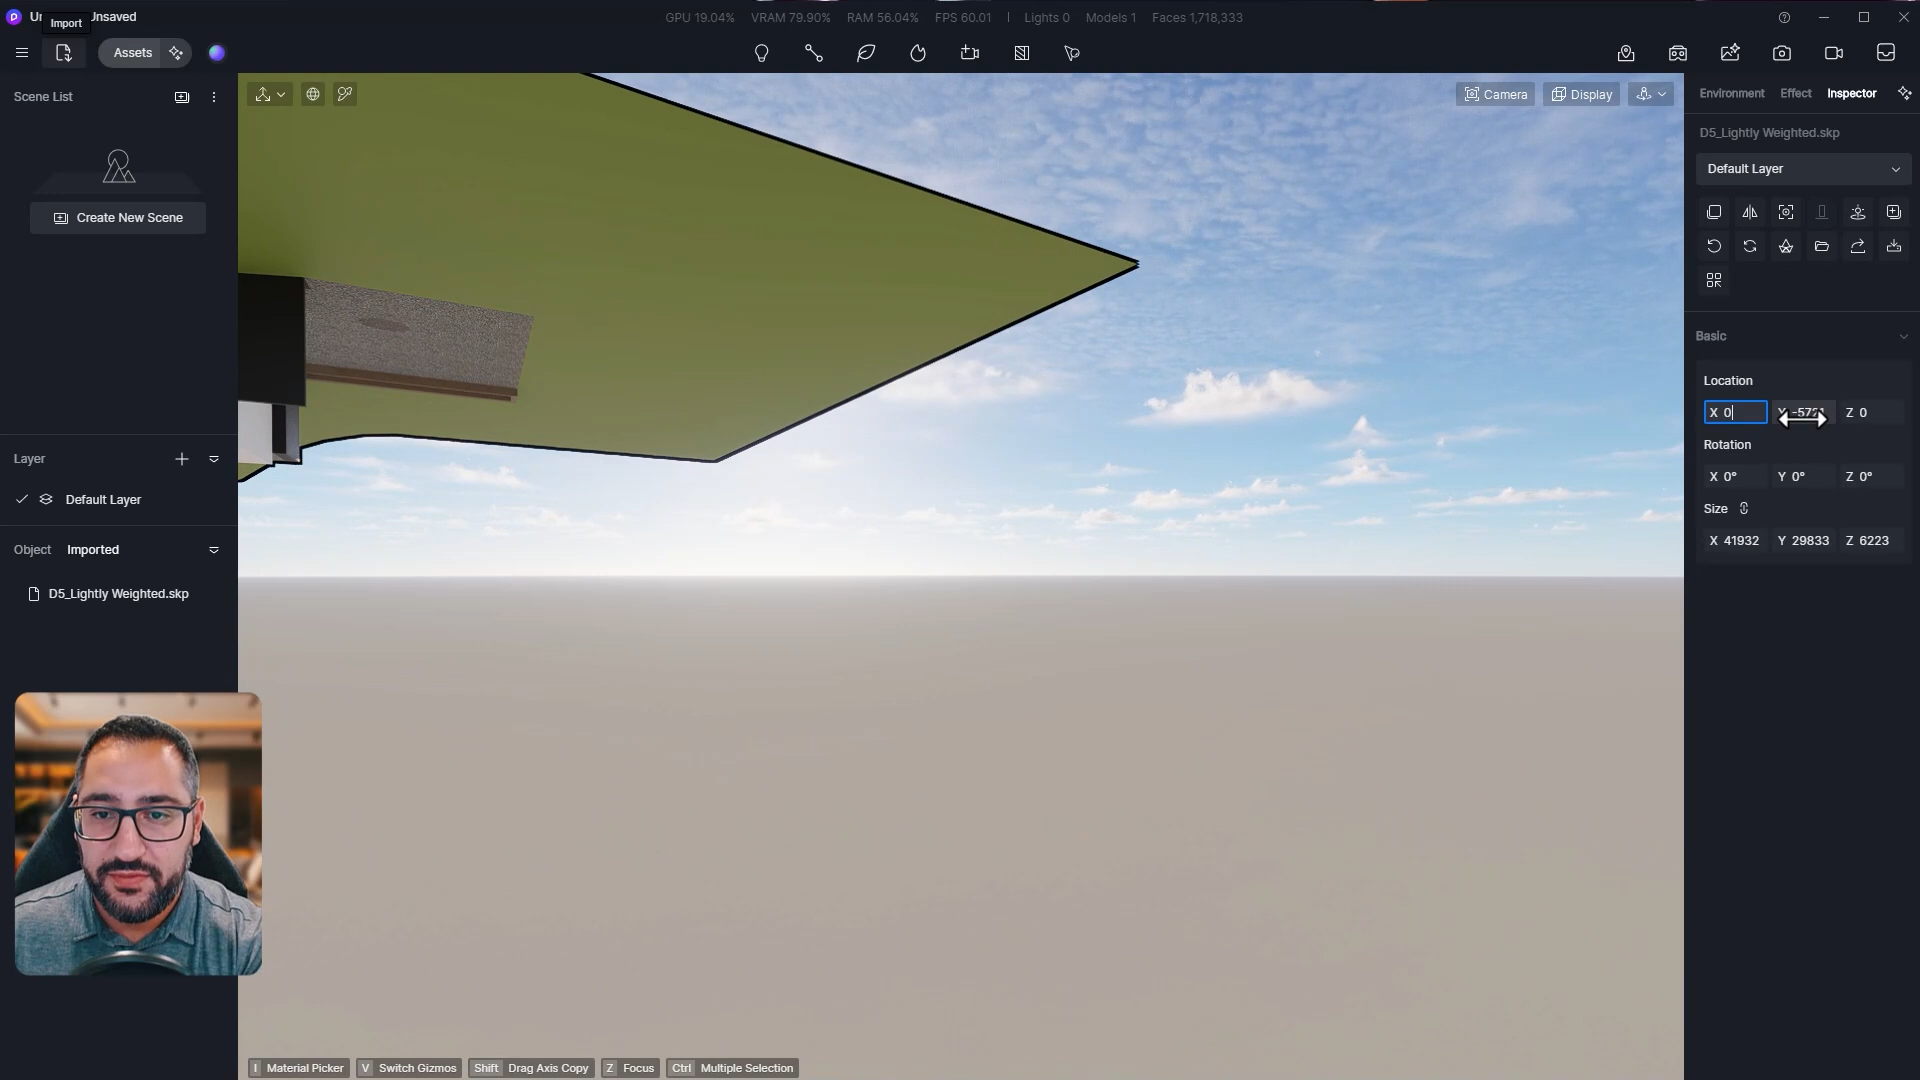 Import
Unsaved
GPU 19.04% VRAM 79.90% RAM 56.04% FPS 60.01 | Lights 0 Models 1 Faces 1,718,333
Assets
Scene List
Create New Scene
Layer
Default Layer
Object Imported
D5_Lightly Weighted.skp
Camera Display
Environment Effect Inspector
D5_Lightly Weighted.skp
Default Layer
Basic
Location
X 0 Z 0
Rotation
X 0° Y 0° Z 0°
Size
X 41932 Y 29833 Z 6223
I Material Picker V Switch Gizmos Shift Drag Axis Copy Z Focus Ctrl Multiple Selection